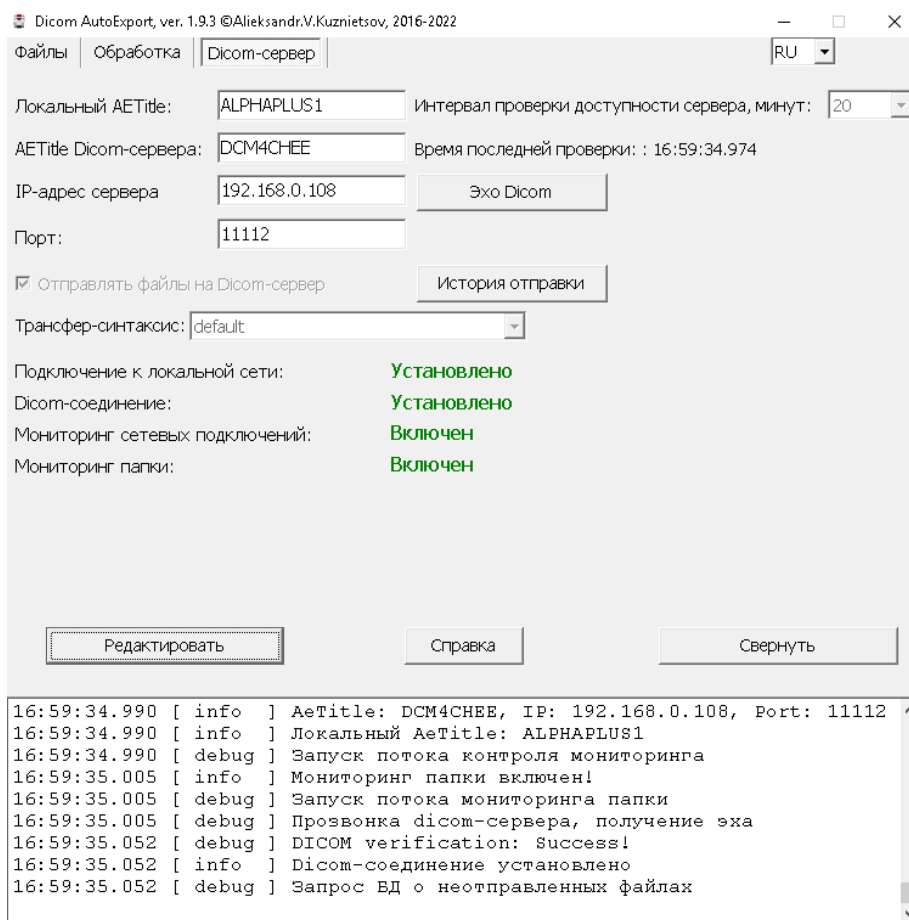 Dicom AutoExport, ver. 1.9.3 ©Alieksandr.V.Kuznietsov, 2016-2022
Файлы Обработка Dicom-сервер RU
Локальный AETitle: ALPHAPLUS1 Интервал проверки доступности сервера, минут: 20
AETitle Dicom-сервера: DCM4CHEE Время последней проверки: : 16:59:34.974
IP-адрес сервера 192.168.0.108 Эхо Dicom
Порт: 11112
Отправлять файлы на Dicom-сервер История отправки
Трансфер-синтаксис: default
Подключение к локальной сети: Установлено
Dicom-соединение: Установлено
Мониторинг сетевых подключений: Включен
Мониторинг папки: Включен
Редактировать Справка Свернуть
16:59:34.990 [ info ] AeTitle: DCM4CHEE, IP: 192.168.0.108, Port: 11112
16:59:34.990 [ info ] Локальный AeTitle: ALPHAPLUS1
16:59:34.990 [ debug ] Запуск потока контроля мониторинга
16:59:35.005 [ info ] Мониторинг папки включен!
16:59:35.005 [ debug ] Запуск потока мониторинга папки
16:59:35.005 [ debug ] Прозвонка dicom-сервера, получение эха
16:59:35.052 [ debug ] DICOM verification: Success!
16:59:35.052 [ info ] Dicom-соединение установлено
16:59:35.052 [ debug ] Запрос БД о неотправленных файлах